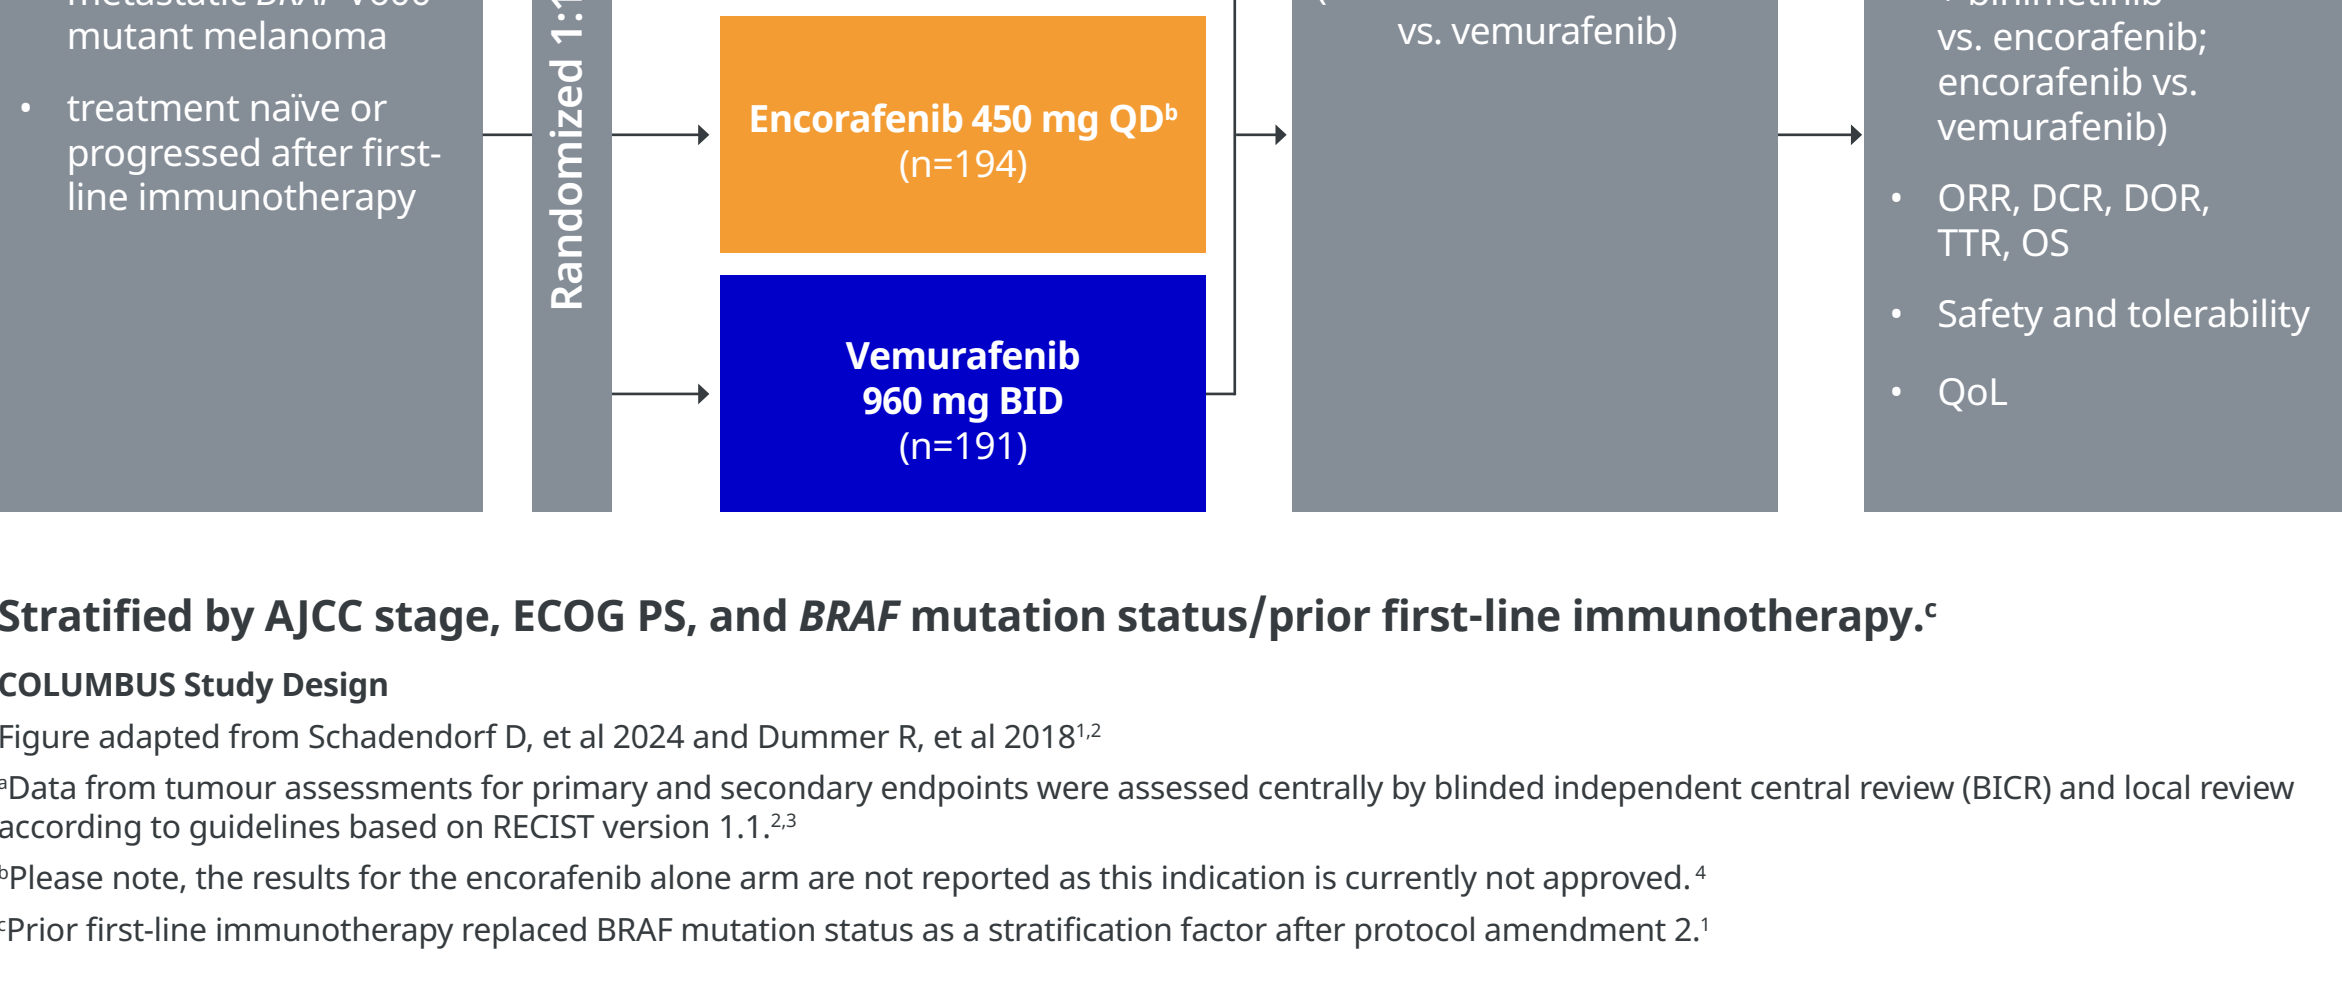 mutant melanoma
• treatment naïve or
progressed after first-
line immunotherapy
Randomized 1:1
Encorafenib 450 mg QDᵇ
(n=194)
Vemurafenib
960 mg BID
(n=191)
vs. vemurafenib)
+ binimetinib
vs. encorafenib;
encorafenib vs.
vemurafenib)
• ORR, DCR, DOR,
TTR, OS
• Safety and tolerability
• QoL
Stratified by AJCC stage, ECOG PS, and BRAF mutation status/prior first-line immunotherapy.ᶜ
COLUMBUS Study Design
Figure adapted from Schadendorf D, et al 2024 and Dummer R, et al 2018¹,²
ᵃData from tumour assessments for primary and secondary endpoints were assessed centrally by blinded independent central review (BICR) and local review
according to guidelines based on RECIST version 1.1.²,³
ᵇPlease note, the results for the encorafenib alone arm are not reported as this indication is currently not approved.⁴
ᶜPrior first-line immunotherapy replaced BRAF mutation status as a stratification factor after protocol amendment 2.¹